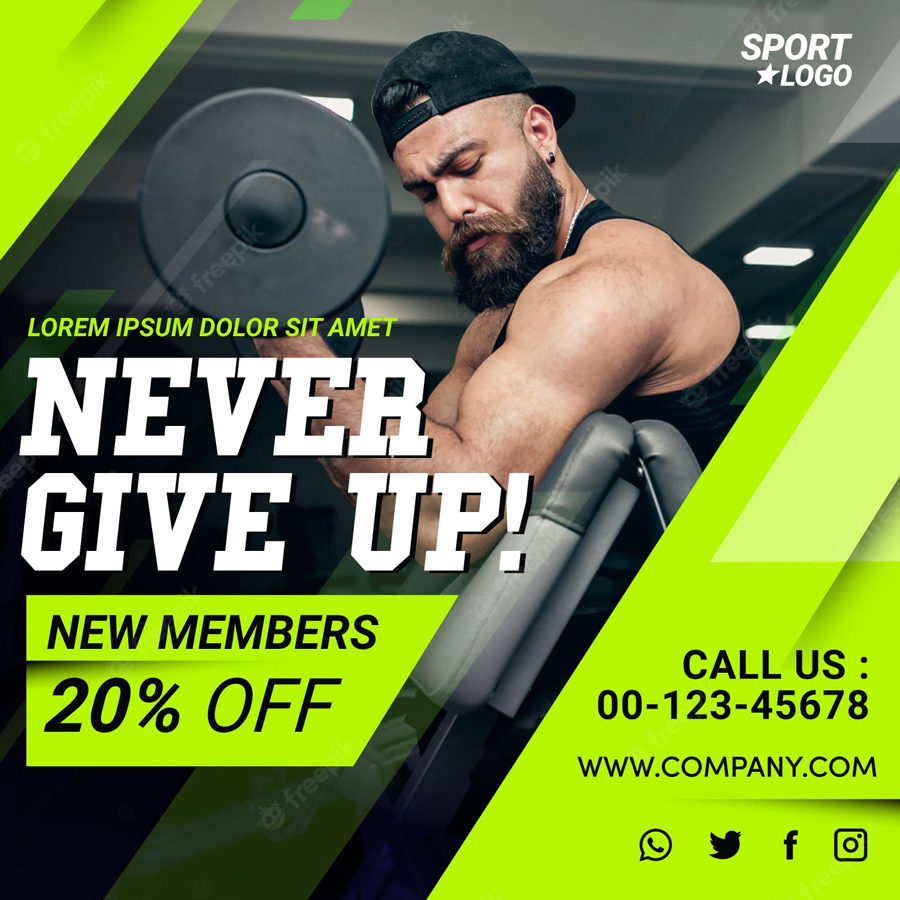 SPORT
LOGO
LOREM IPSUM DOLOR SIT AMET
NEVER
GIVE UP!
NEW MEMBERS
20% OFF
CALL US :
00-123-45678
WWW.COMPANY.COM
freepik